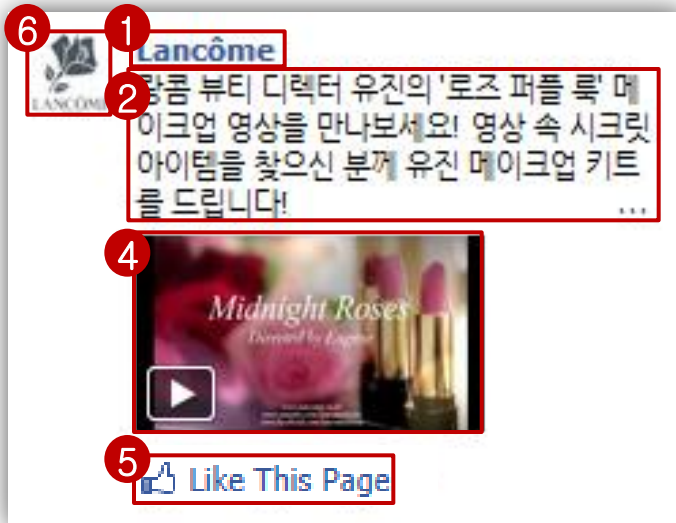 6
1
Lancôme
LANCÔME
2
랑콤 뷰티 디렉터 유진의 '로즈 퍼플 룩' 메
이크업 영상을 만나보세요! 영상 속 시크릿
아이템을 찾으신 분께 유진 메이크업 키트
를 드립니다! ...
4
Midnight Roses
Directed by Eugene
5
Like This Page